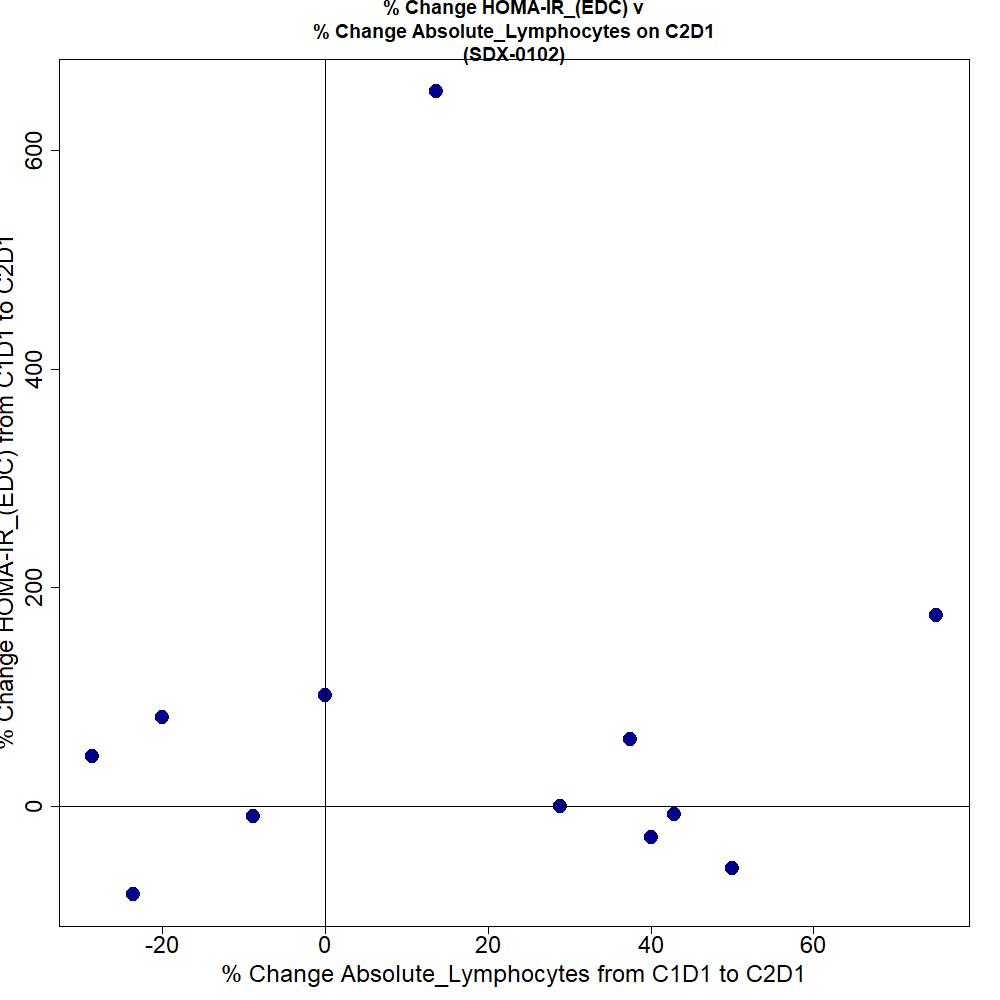 % Change HOMA-IR_(EDC) v
% Change Absolute_Lymphocytes on C2D1
(SDX-0102)
% Change HOMA-IR_(EDC) from C1D1 to C2D1
600
400
200
0
-20
0
20
40
60
% Change Absolute_Lymphocytes from C1D1 to C2D1